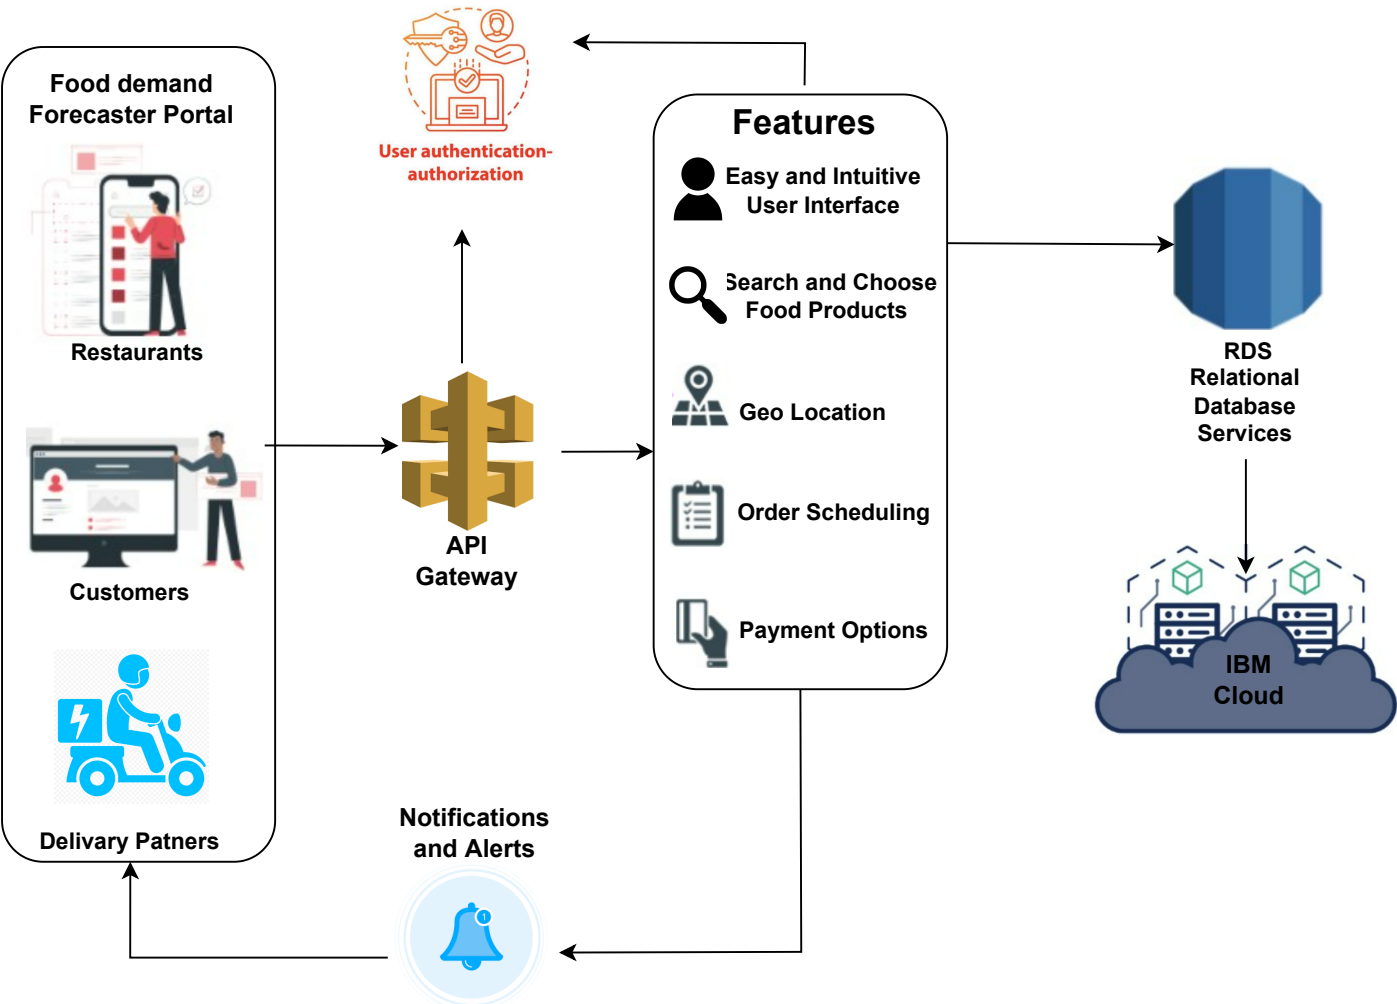 Food demand
Forecaster Portal
Restaurants
Customers
Delivary Patners
User authentication-
authorization
API
Gateway
Notifications
and Alerts
1
Features
Easy and Intuitive
User Interface
Search and Choose
Food Products
Geo Location
Order Scheduling
Payment Options
RDS
Relational
Database
Services
IBM
Cloud